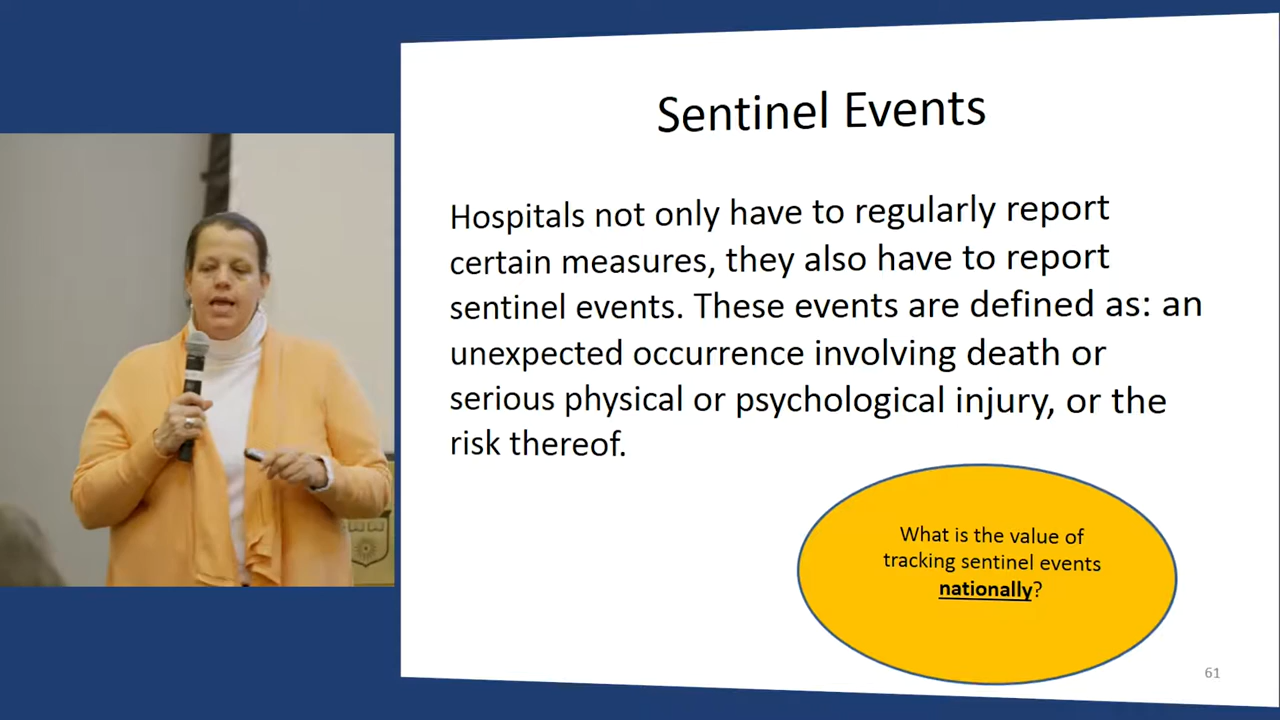 Sentinel Events
Hospitals not only have to regularly report
certain measures, they also have to report
sentinel events. These events are defined as: an
unexpected occurrence involving death or
serious physical or psychological injury, or the
risk thereof.
What is the value of
tracking sentinel events
nationally?
61